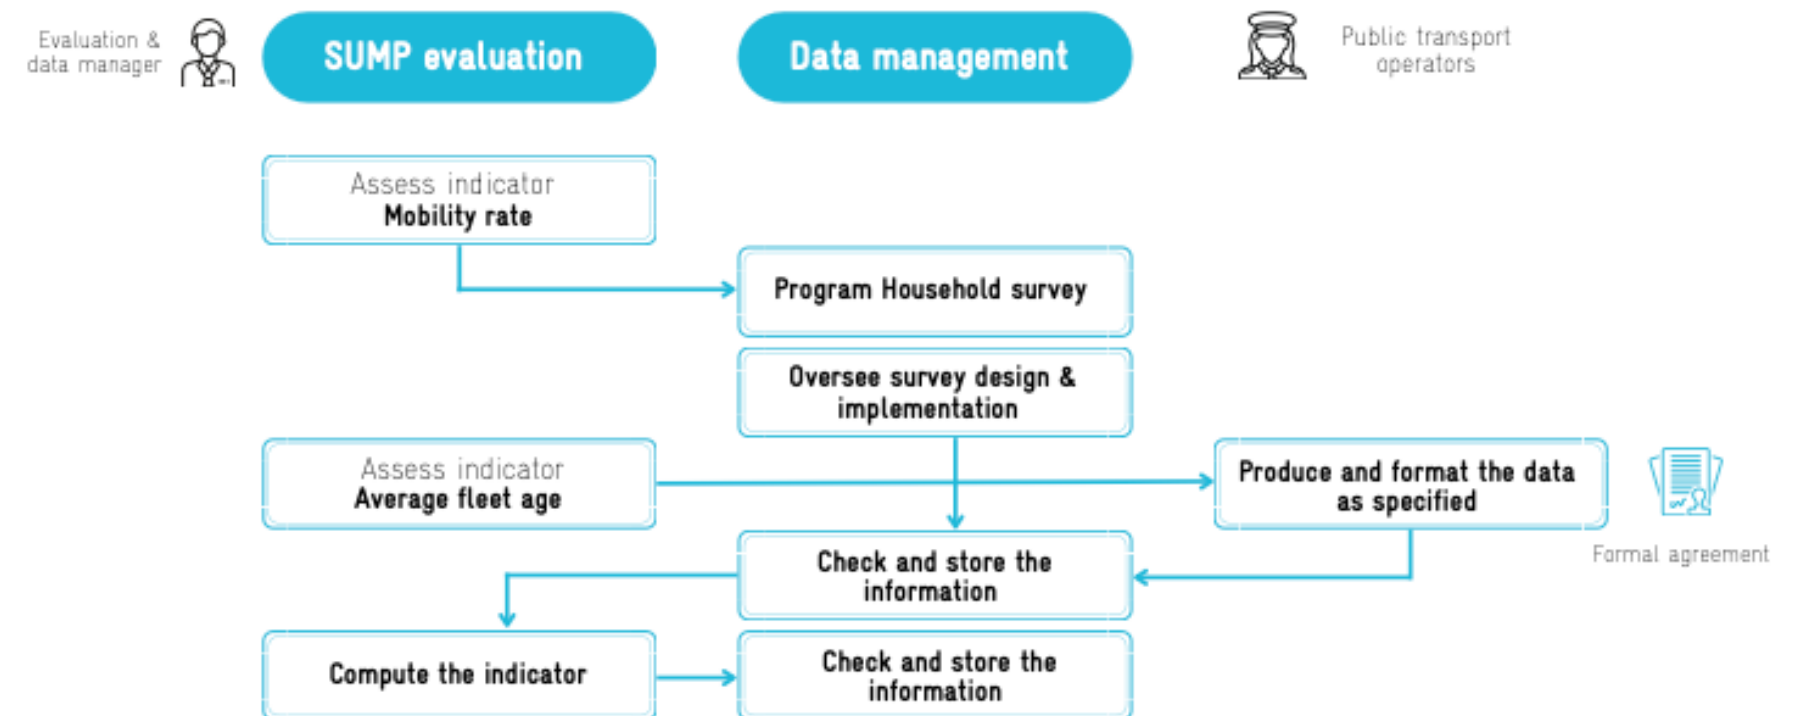 Evaluation &
data manager
SUMP evaluation
Data management
Public transport
operators
Assess indicator
Mobility rate
Program Household survey
Oversee survey design &
implementation
Assess indicator
Average fleet age
Produce and format the data
as specified
Formal agreement
Check and store the
information
Compute the indicator
Check and store the
information